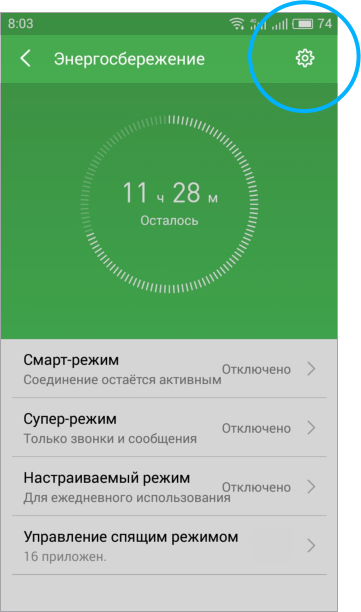 8:03 4G 74
Энергосбережение
11 ч 28 м
Осталось
Смарт-режим
Соединение остаётся активным
Отключено
Супер-режим
Только звонки и сообщения
Отключено
Настраиваемый режим
Для ежедневного использования
Отключено
Управление спящим режимом
16 приложен.